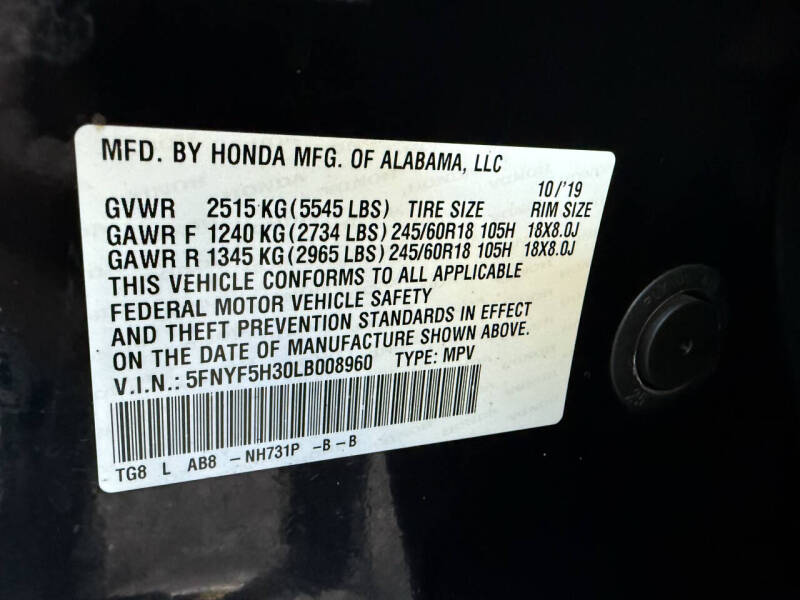 MFD. BY HONDA MFG. OF ALABAMA, LLC
10/'19
GVWR 2515 KG (5545 LBS) TIRE SIZE RIM SIZE
GAWR F 1240 KG (2734 LBS) 245/60R18 105H 18X8.0J
GAWR R 1345 KG (2965 LBS) 245/60R18 105H 18X8.0J
THIS VEHICLE CONFORMS TO ALL APPLICABLE
FEDERAL MOTOR VEHICLE SAFETY
AND THEFT PREVENTION STANDARDS IN EFFECT
ON THE DATE OF MANUFACTURE SHOWN ABOVE.
V.I.N.: 5FNYF5H30LB008960 TYPE: MPV
TG8 L AB8 - NH731P - B - B